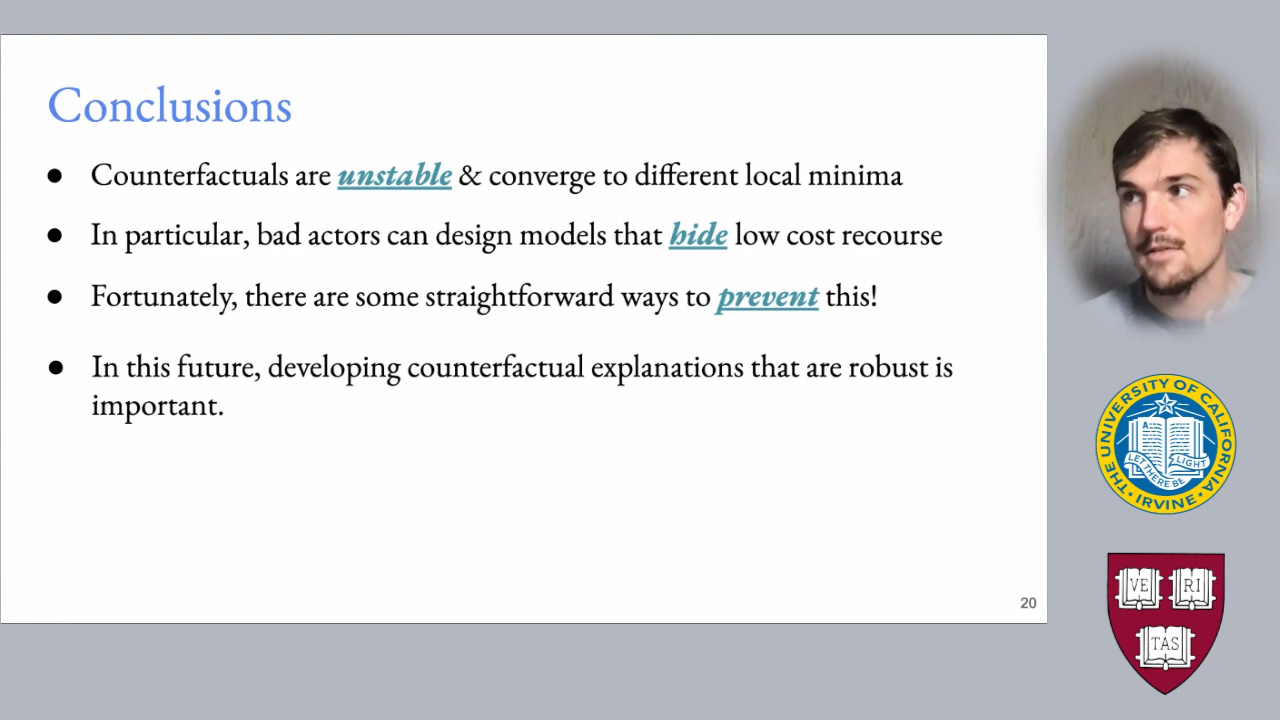 Conclusions
● Counterfactuals are unstable & converge to different local minima
● In particular, bad actors can design models that hide low cost recourse
● Fortunately, there are some straightforward ways to prevent this!
● In this future, developing counterfactual explanations that are robust is
important.
20
THE UNIVERSITY OF CALIFORNIA · IRVINE ·
LET THERE BE LIGHT
VE RI
TAS